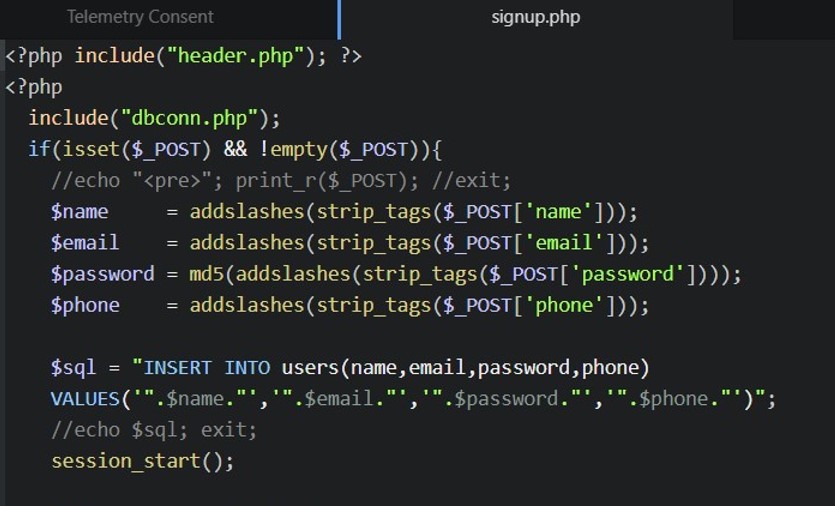 Telemetry Consent
signup.php
<?php include("header.php"); ?>
<?php
include("dbconn.php");
if(isset($_POST) && !empty($_POST)){
//echo "<pre>"; print_r($_POST); //exit;
$name = addslashes(strip_tags($_POST['name']));
$email = addslashes(strip_tags($_POST['email']));
$password = md5(addslashes(strip_tags($_POST['password'])));
$phone = addslashes(strip_tags($_POST['phone']));
$sql = "INSERT INTO users(name,email,password,phone)
VALUES('".$name."','".$email."','".$password."','".$phone."')";
//echo $sql; exit;
session_start();